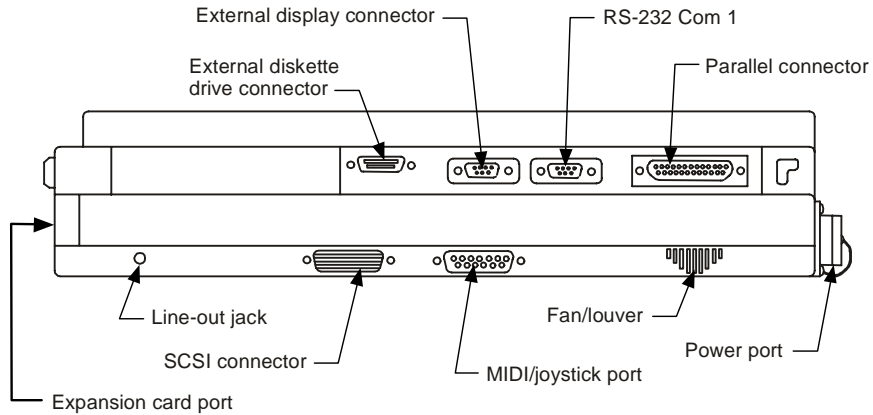 External display connector
RS-232 Com 1
External diskette
drive connector
Parallel connector
Line-out jack
Fan/louver
SCSI connector
MIDI/joystick port
Power port
Expansion card port